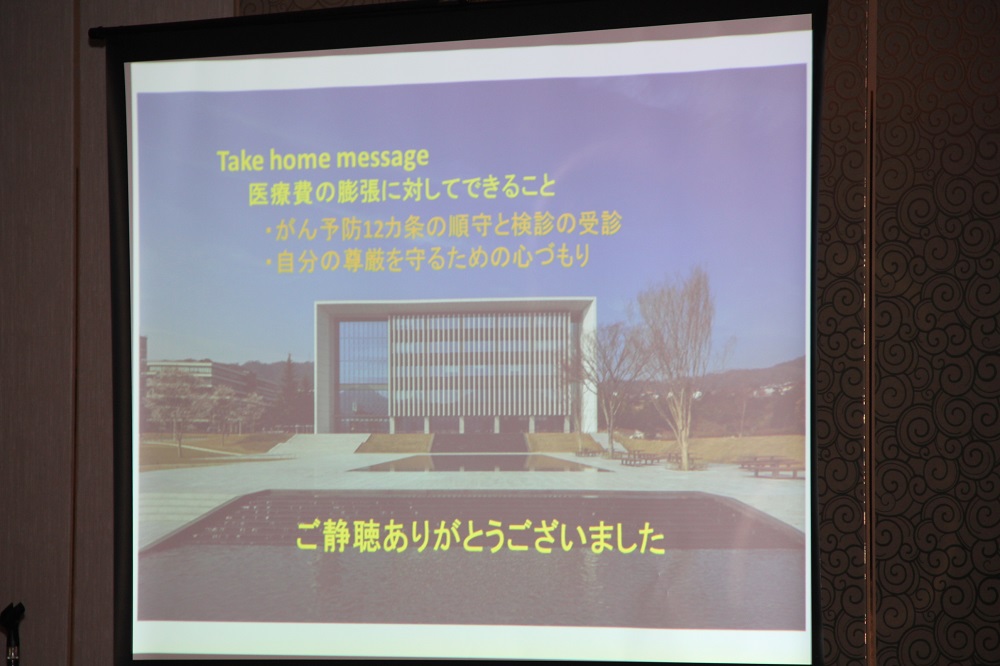 Take home message
医療費の膨張に対してできること
・がん予防12カ条の順守と検診の受診
・自分の尊厳を守るための心づもり
ご静聴ありがとうございました